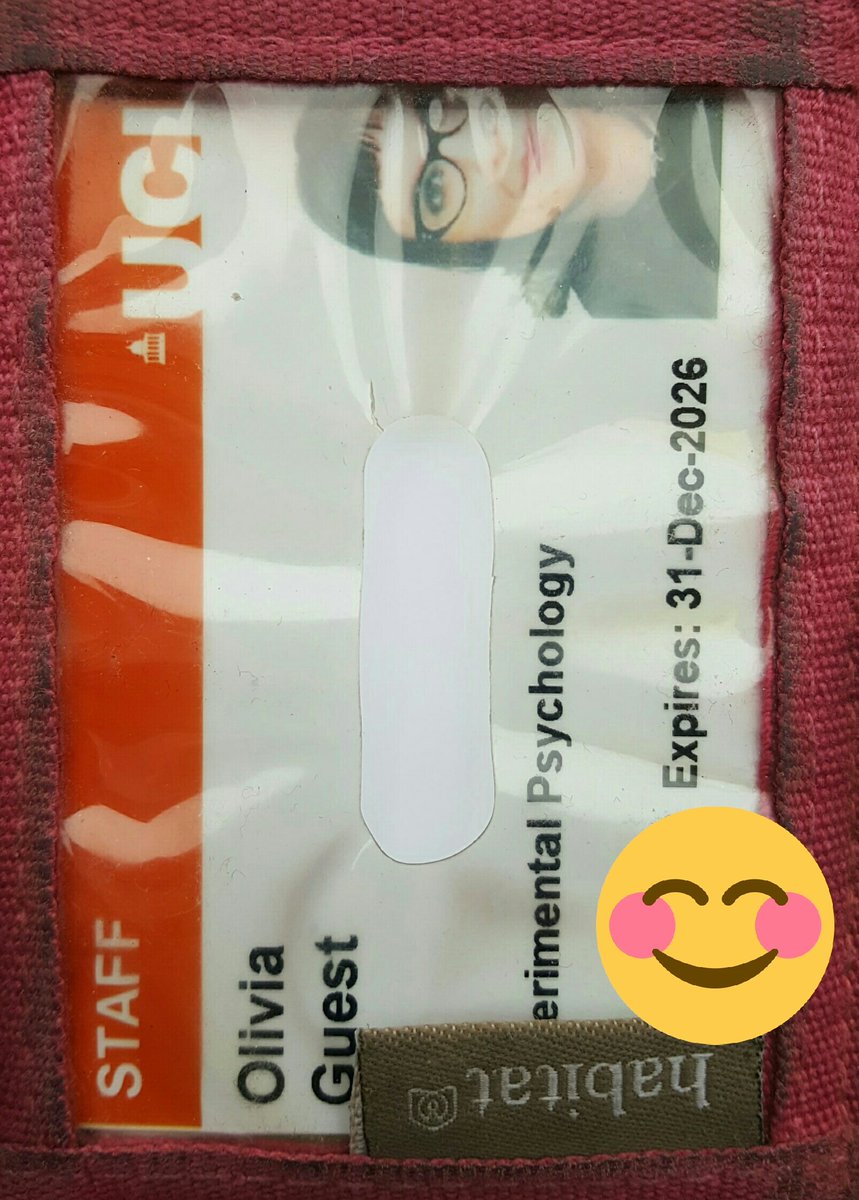 STAFF
UCL
Olivia
Guest
erimental Psychology
Expires: 31-Dec-2026
habitat